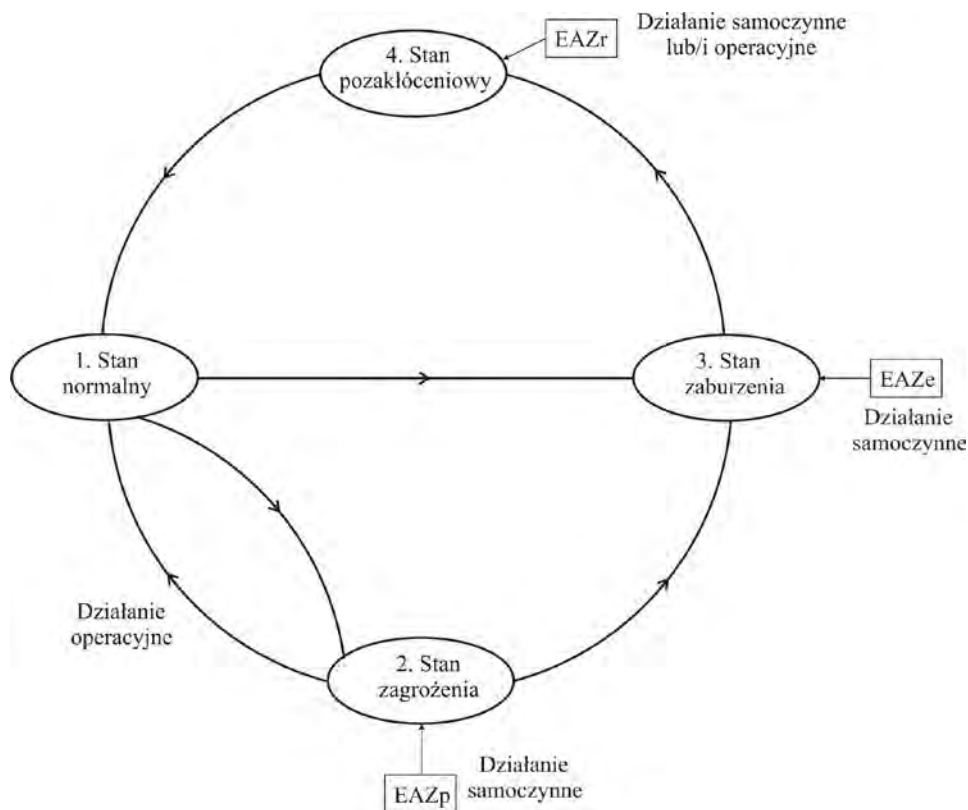 4. Stan
pozakłóceniowy
EAZr
Działanie samoczynne
lub/i operacyjne
1. Stan
normalny
3. Stan
zaburzenia
EAZe
Działanie
samoczynne
Działanie
operacyjne
2. Stan
zagrożenia
EAZp
Działanie
samoczynne